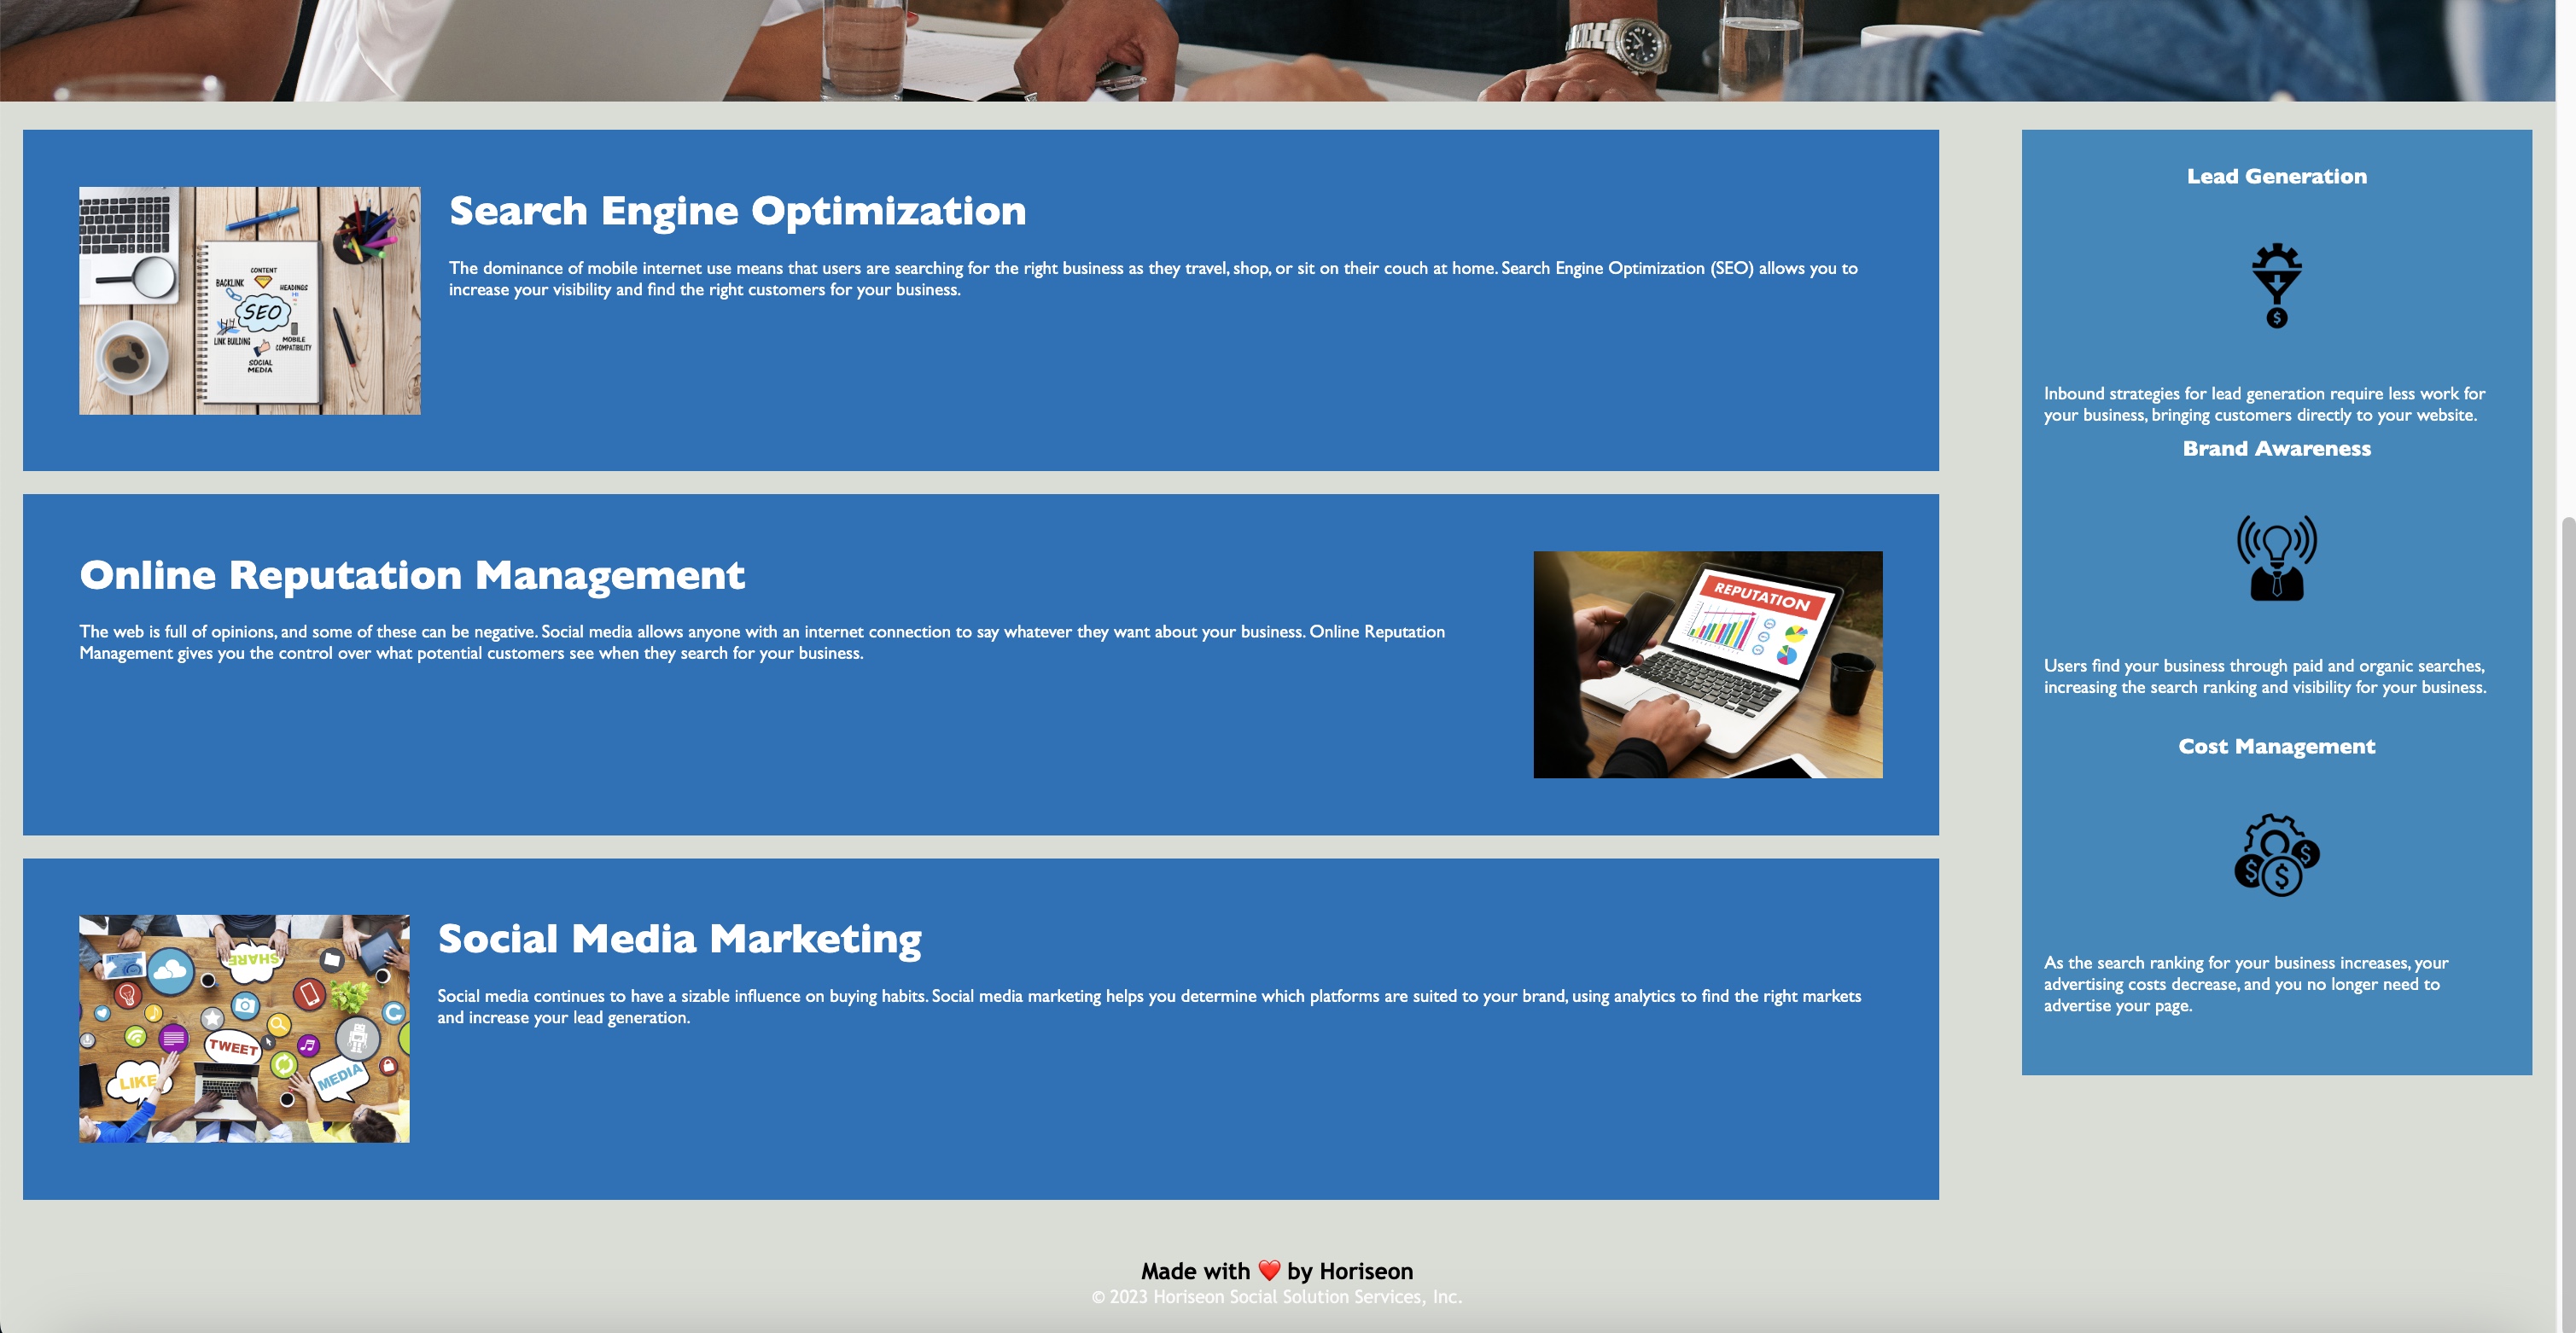 Search Engine Optimization
The dominance of mobile internet use means that users are searching for the right business as they travel, shop, or sit on their couch at home. Search Engine Optimization (SEO) allows you to
increase your visibility and find the right customers for your business.
CONTENT
BACKLINK
HEADINGS
SEO
LINK BUILDING
MOBILE
COMPATIBILITY
SOCIAL
MEDIA
Online Reputation Management
The web is full of opinions, and some of these can be negative. Social media allows anyone with an internet connection to say whatever they want about your business. Online Reputation
Management gives you the control over what potential customers see when they search for your business.
REPUTATION
Social Media Marketing
Social media continues to have a sizable influence on buying habits. Social media marketing helps you determine which platforms are suited to your brand, using analytics to find the right markets
and increase your lead generation.
SHARE
TWEET
LIKE
MEDIA
Lead Generation
$
Inbound strategies for lead generation require less work for
your business, bringing customers directly to your website.
Brand Awareness
Users find your business through paid and organic searches,
increasing the search ranking and visibility for your business.
Cost Management
$ $ $
As the search ranking for your business increases, your
advertising costs decrease, and you no longer need to
advertise your page.
Made with ❤️ by Horiseon
© 2023 Horiseon Social Solution Services, Inc.